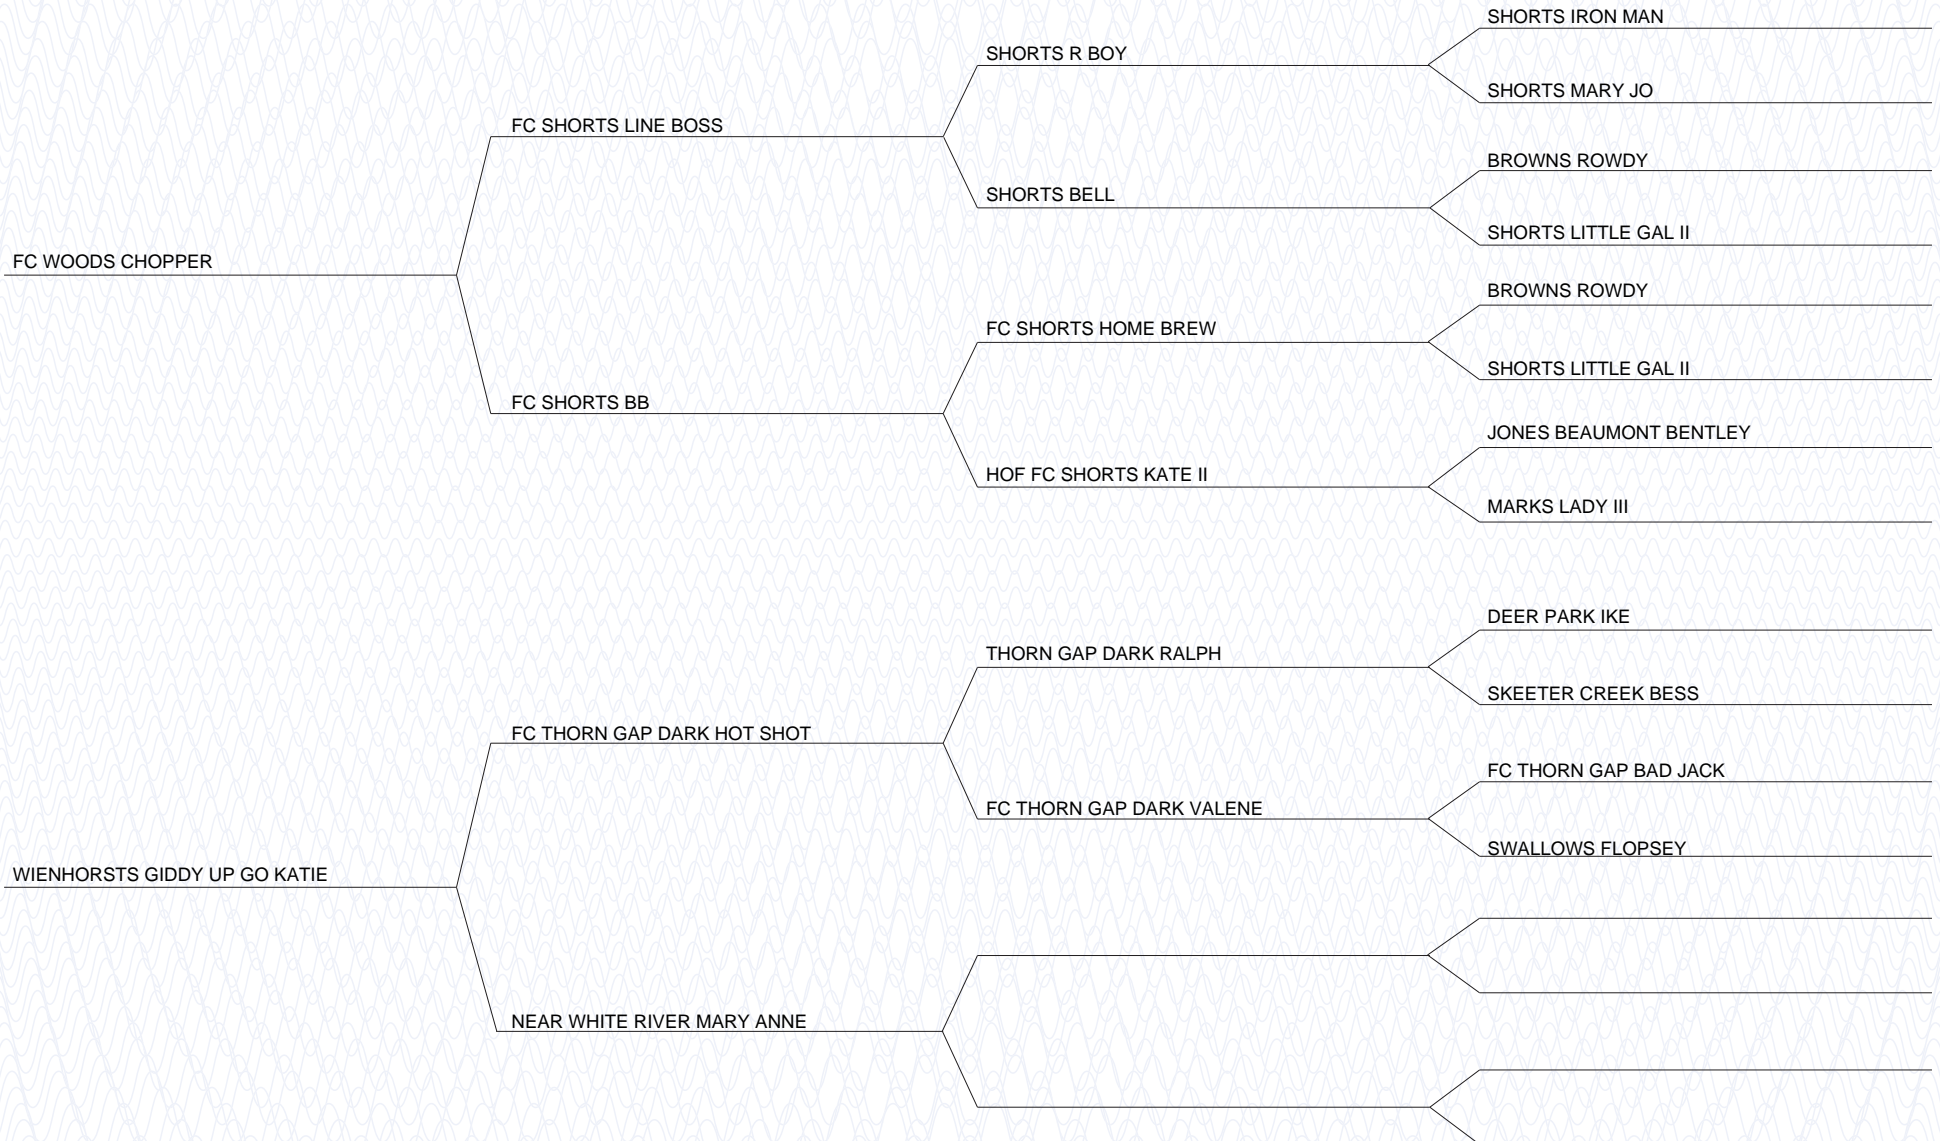 SHORTS IRON MAN
SHORTS R BOY
SHORTS MARY JO
FC SHORTS LINE BOSS
BROWNS ROWDY
SHORTS BELL
SHORTS LITTLE GAL II
FC WOODS CHOPPER
BROWNS ROWDY
FC SHORTS HOME BREW
SHORTS LITTLE GAL II
FC SHORTS BB
JONES BEAUMONT BENTLEY
HOF FC SHORTS KATE II
MARKS LADY III
DEER PARK IKE
THORN GAP DARK RALPH
SKEETER CREEK BESS
FC THORN GAP DARK HOT SHOT
FC THORN GAP BAD JACK
FC THORN GAP DARK VALENE
SWALLOWS FLOPSEY
WIENHORSTS GIDDY UP GO KATIE
NEAR WHITE RIVER MARY ANNE